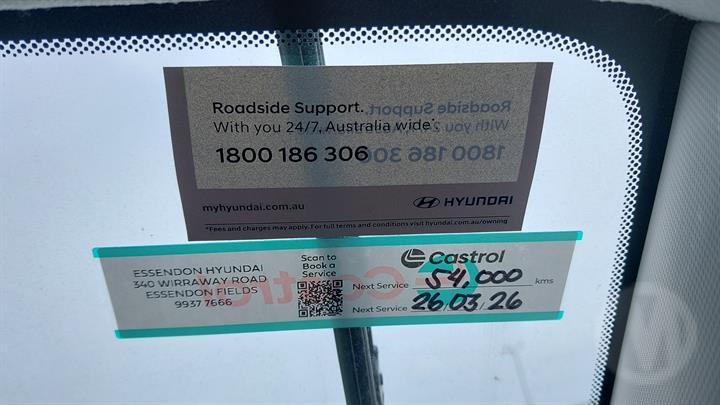 Roadside Support.
With you 24/7, Australia wide*.
1800 186 306
myhyundai.com.au
HYUNDAI
*Fees and charges may apply. For full terms and conditions visit hyundai.com.au/owning
ESSENDON HYUNDAI
340 WIRRAWAY ROAD
ESSENDON FIELDS
9937 7666
Scan to
Book a
Service
Castrol
Next Service 54,000 kms
Next Service 26/03/26